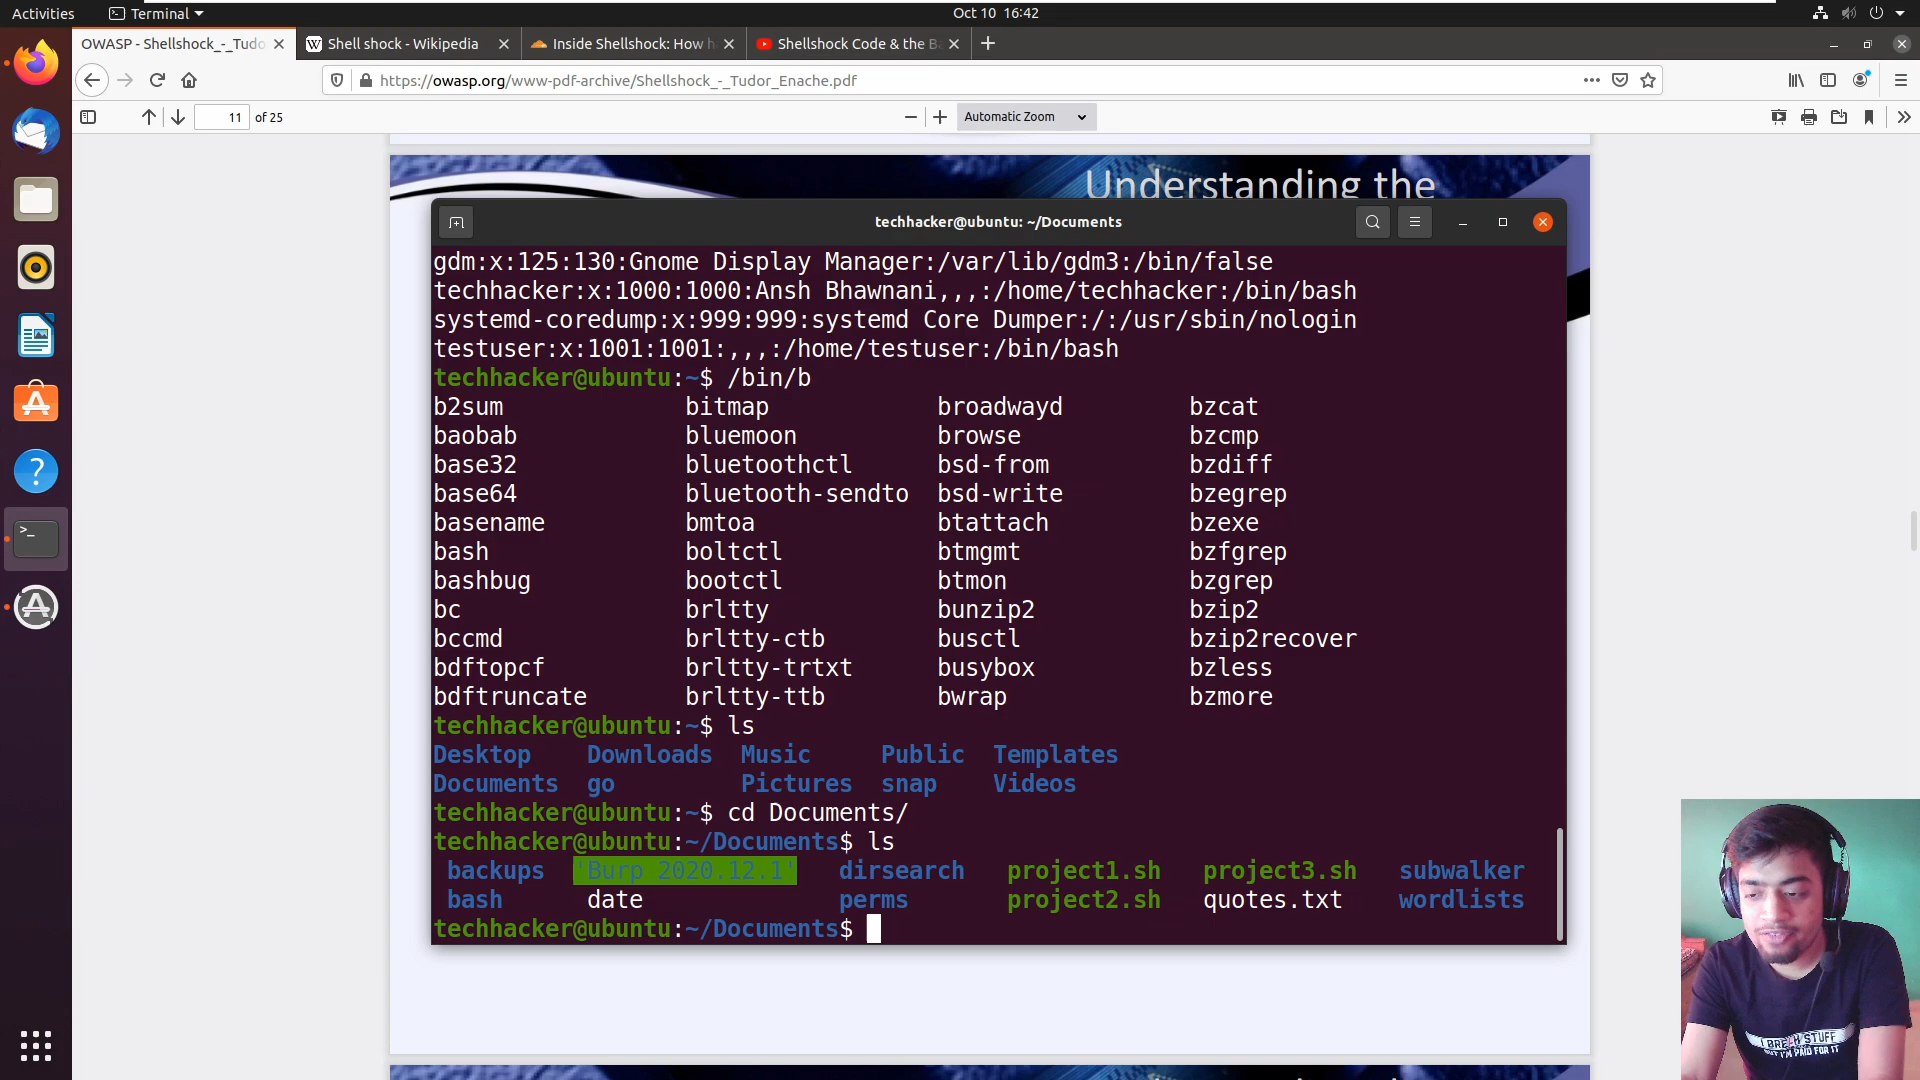 Activities Terminal Oct 10 16:42
OWASP - Shellshock_-_Tudo Shell shock - Wikipedia Inside Shellshock: How h Shellshock Code & the Ba
https://owasp.org/www-pdf-archive/Shellshock_-_Tudor_Enache.pdf
11 of 25 Automatic Zoom
Understanding the
techhacker@ubuntu: ~/Documents
gdm:x:125:130:Gnome Display Manager:/var/lib/gdm3:/bin/false
techhacker:x:1000:1000:Ansh Bhawnani,,,:/home/techhacker:/bin/bash
systemd-coredump:x:999:999:systemd Core Dumper:/:/usr/sbin/nologin
testuser:x:1001:1001:,,,:/home/testuser:/bin/bash
techhacker@ubuntu:~$ /bin/b
b2sum bitmap broadwayd bzcat
baobab bluemoon browse bzcmp
base32 bluetoothctl bsd-from bzdiff
base64 bluetooth-sendto bsd-write bzegrep
basename bmtoa btattach bzexe
bash boltctl btmgmt bzfgrep
bashbug bootctl btmon bzgrep
bc brltty bunzip2 bzip2
bccmd brltty-ctb busctl bzip2recover
bdftopcf brltty-trtxt busybox bzless
bdftruncate brltty-ttb bwrap bzmore
techhacker@ubuntu:~$ ls
Desktop Downloads Music Public Templates
Documents go Pictures snap Videos
techhacker@ubuntu:~$ cd Documents/
techhacker@ubuntu:~/Documents$ ls
backups 'Burp 2020.12.1' dirsearch project1.sh project3.sh subwalker
bash date perms project2.sh quotes.txt wordlists
techhacker@ubuntu:~/Documents$
I BREAK STUFF
BUT I'M PAID FOR IT